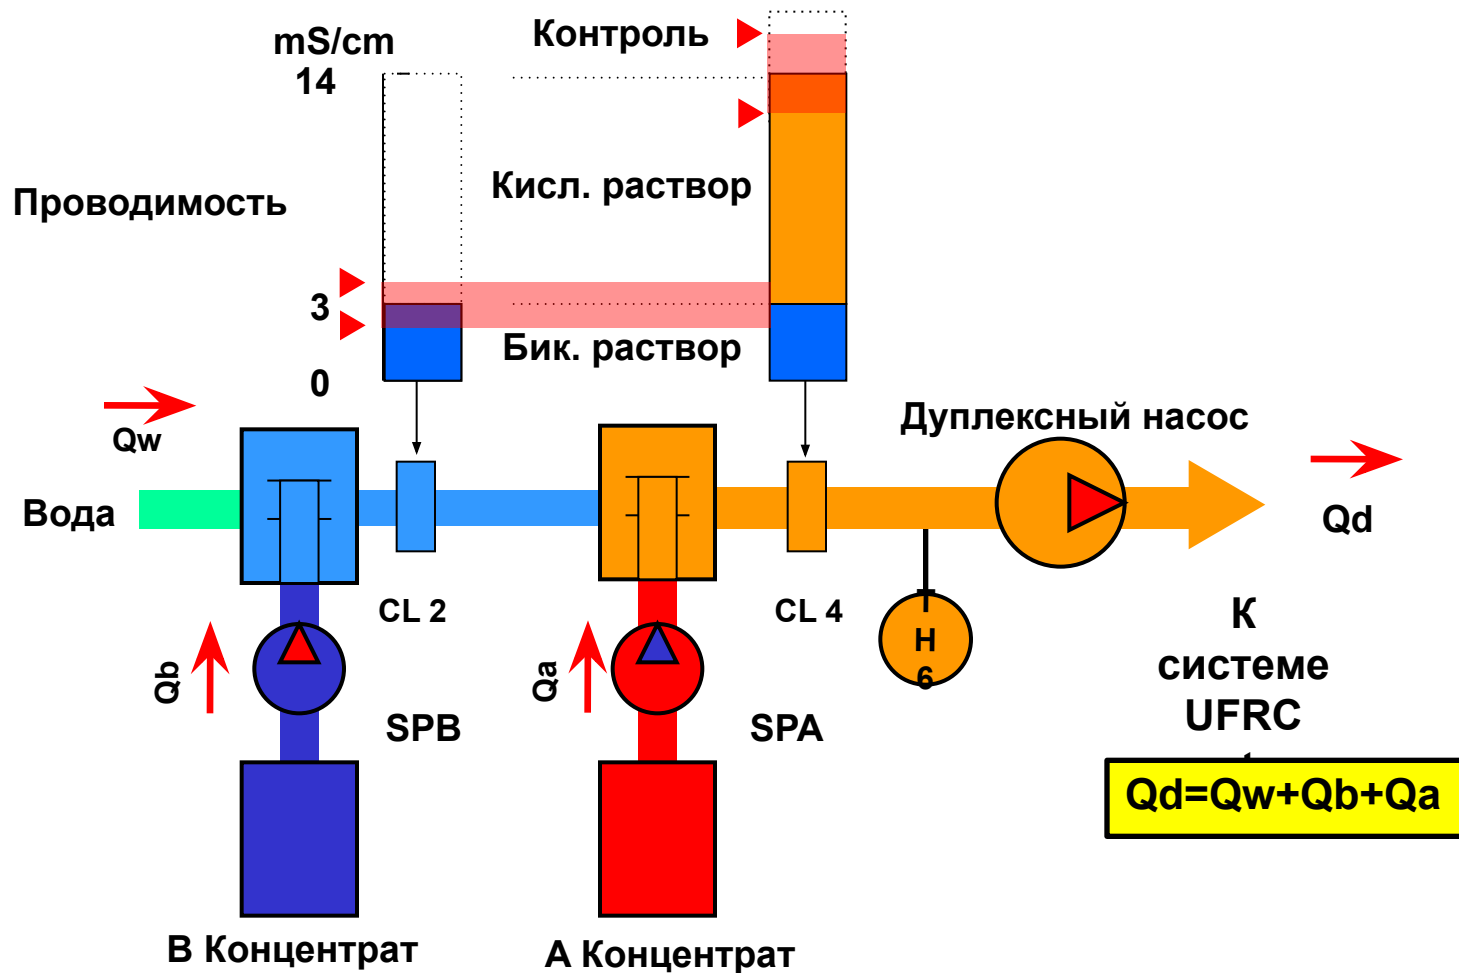 mS/cm
14
Контроль
Проводимость
Кисл. раствор
3
Бик. раствор
0
Qw
Дуплексный насос
Вода
Qd
CL 2
CL 4
H
6
Qb
Qa
SPB
SPA
К
системе
UFRC
Qd=Qw+Qb+Qa
В Концентрат
А Концентрат